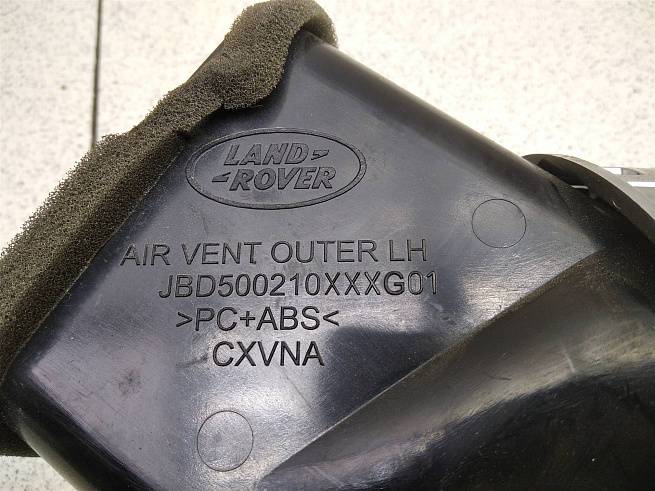 LAND
ROVER
AIR VENT OUTER LH
JBD500210XXXG01
>PC+ABS<
CXVNA